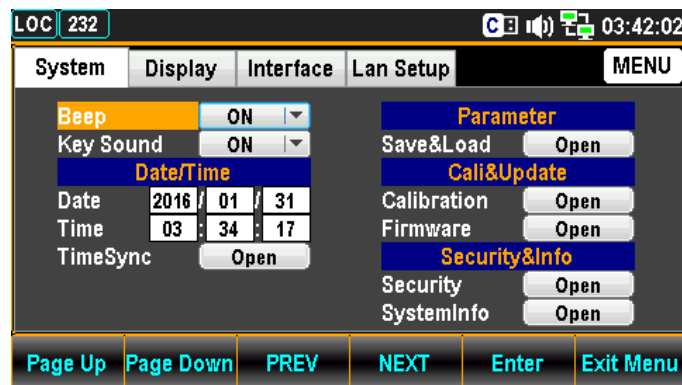 LOC 232 C 03:42:02
System Display Interface Lan Setup MENU
Beep ON
Key Sound ON
Date/Time
Date 2016 / 01 / 31
Time 03 : 34 : 17
TimeSync Open
Parameter
Save&Load Open
Cali&Update
Calibration Open
Firmware Open
Security&Info
Security Open
SystemInfo Open
Page Up Page Down PREV NEXT Enter Exit Menu